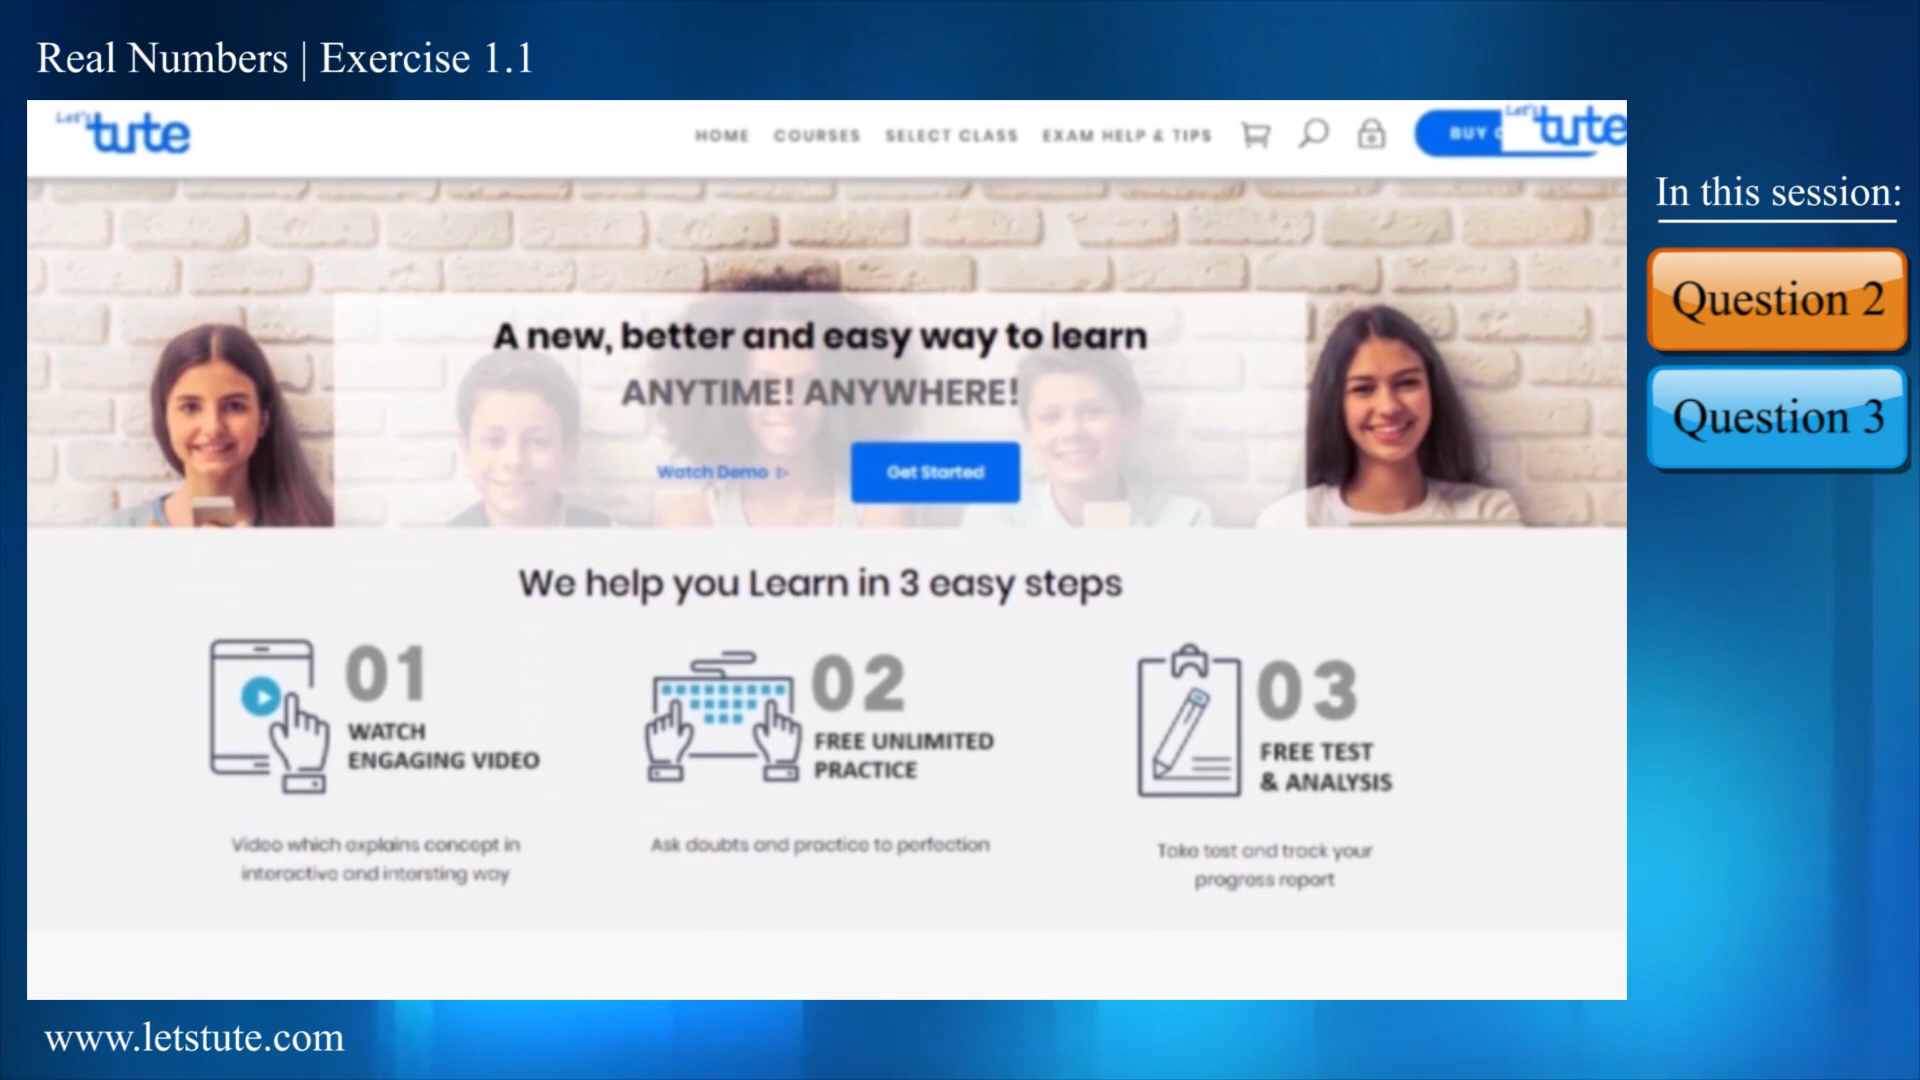 Real Numbers | Exercise 1.1
Let's tute
HOME COURSES SELECT CLASS EXAM HELP & TIPS BUY
Let's tute
In this session:
Question 2
Question 3
A new, better and easy way to learn
ANYTIME! ANYWHERE!
Watch Demo
Get Started
We help you Learn in 3 easy steps
01
WATCH
ENGAGING VIDEO
Video which explains concept in
interactive and intersting way
02
FREE UNLIMITED
PRACTICE
Ask doubts and practice to perfection
03
FREE TEST
& ANALYSIS
Take test and track your
progress report
www.letstute.com